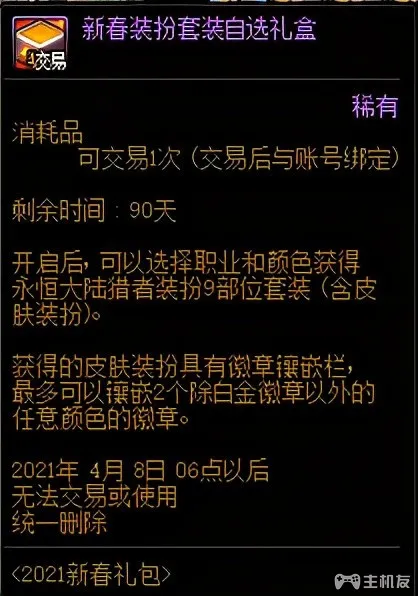 新春装扮套装自选礼盒
交易
稀有
消耗品
可交易1次 (交易后与账号绑定)
剩余时间 : 90天
开启后, 可以选择职业和颜色获得
永恒大陆猎者装扮9部位套装 (含皮
肤装扮)。
获得的皮肤装扮具有徽章镶嵌栏,
最多可以镶嵌2个除白金徽章以外的
任意颜色的徽章。
2021年 4月 8日 06点以后
无法交易或使用
统一删除
<2021新春礼包>
主机友